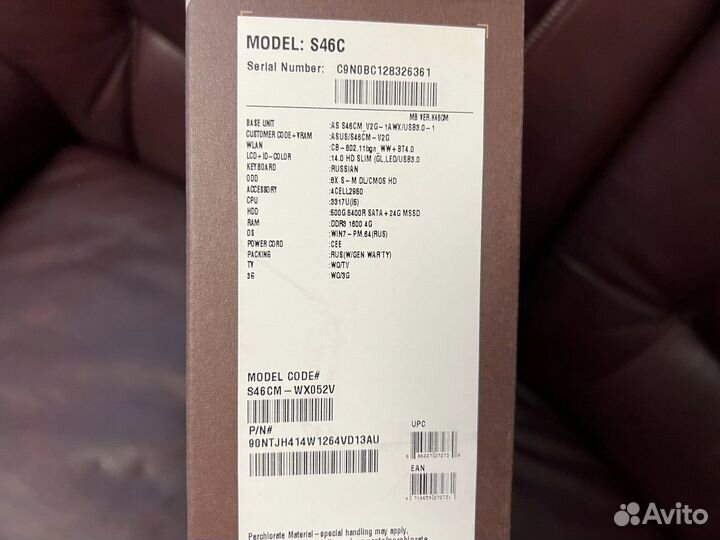 MODEL: S46C
Serial Number: C9N0BC128326361
MB VER.K46CM
BASE UNIT :AS S46CM_V2G-1AWX/USB3.0-1
CUSTOMER CODE+VRAM :ASUS/S46CM-V2G
WLAN :CB-802.11bgn_WW+BT4.0
LCD+ID-COLOR :14.0 HD SLIM (GL,LED/USB3.0
KEYBOARD :RUSSIAN
ODD :8X S-M DL/CMOS HD
ACCESSORY :4CELL2950
CPU :3317U(I5)
HDD :500G 5400R SATA+24G MSSD
RAM :DDR3 1600 4G
OS :WIN7-PM.64(RUS)
POWER CORD :CEE
PACKING :RUS(W/GEN WAR'TY)
TV :WO/TV
3G :WO/3G
MODEL CODE#
S46CM-WX052V
P/N#
90NTJH414W1264VD13AU
UPC
EAN
Perchlorate Material-special handling may apply,
Avito